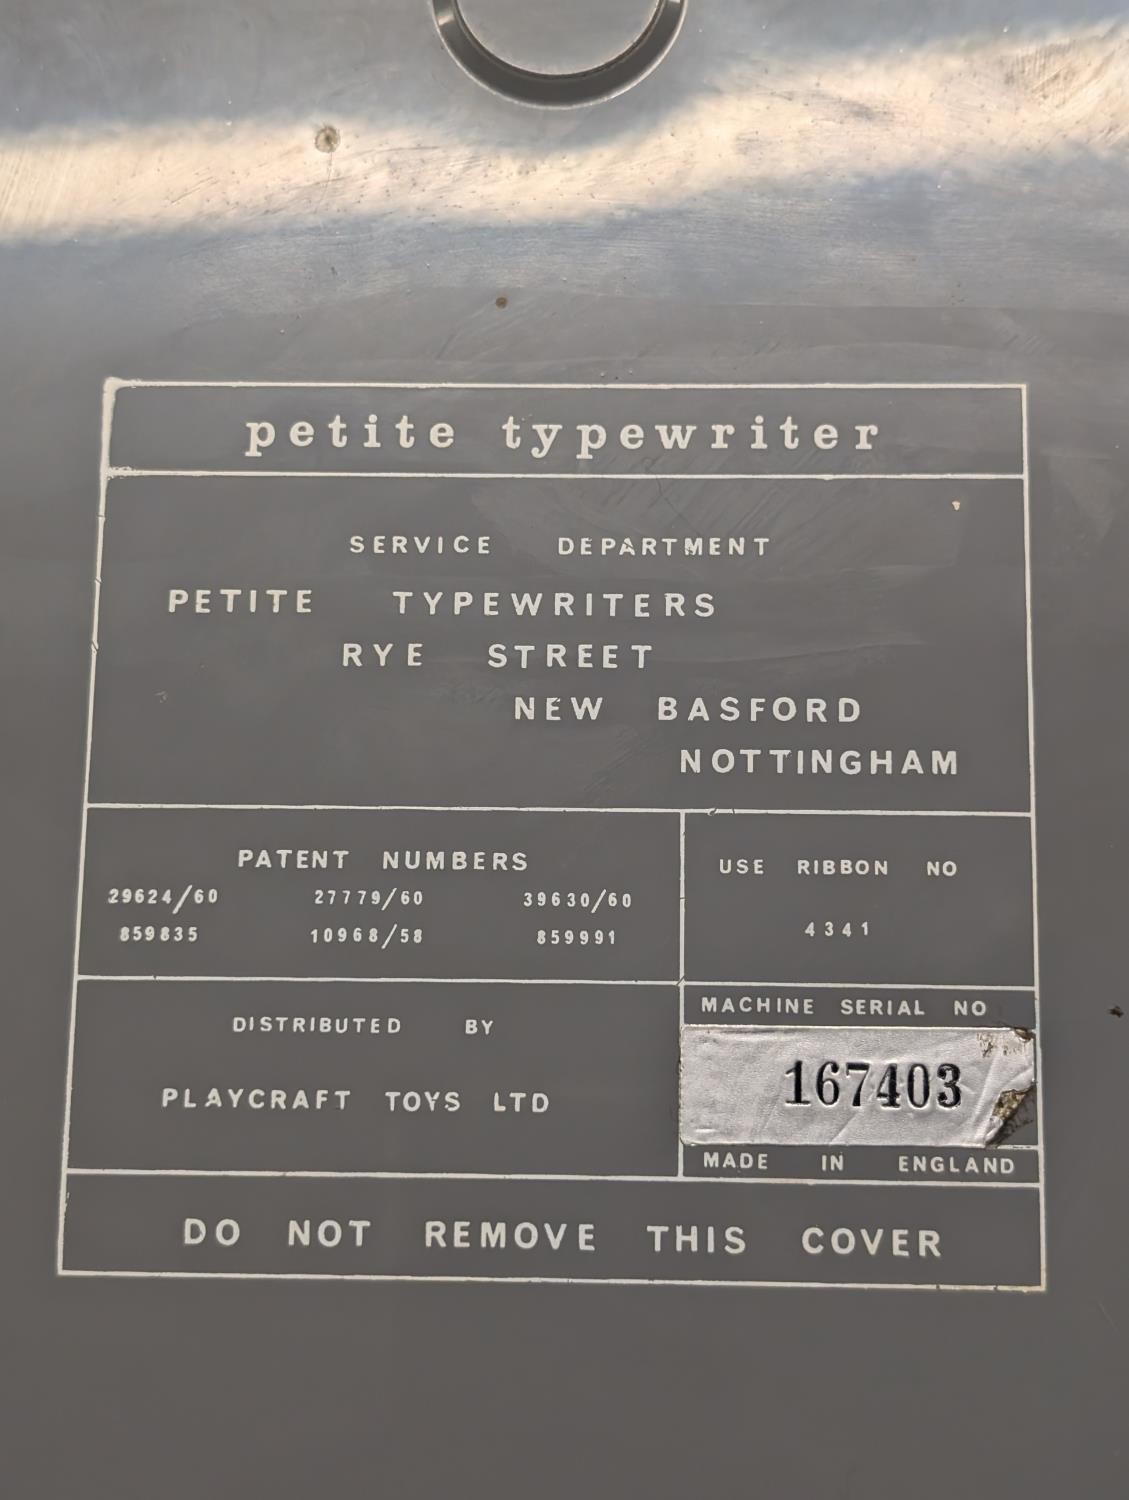 petite typewriter
SERVICE DEPARTMENT
PETITE TYPEWRITERS
RYE STREET
NEW BASFORD
NOTTINGHAM
PATENT NUMBERS
29624/60 27779/60 39630/60
859835 10968/58 859991
USE RIBBON NO
4341
DISTRIBUTED BY
PLAYCRAFT TOYS LTD
MACHINE SERIAL NO
167403
MADE IN ENGLAND
DO NOT REMOVE THIS COVER